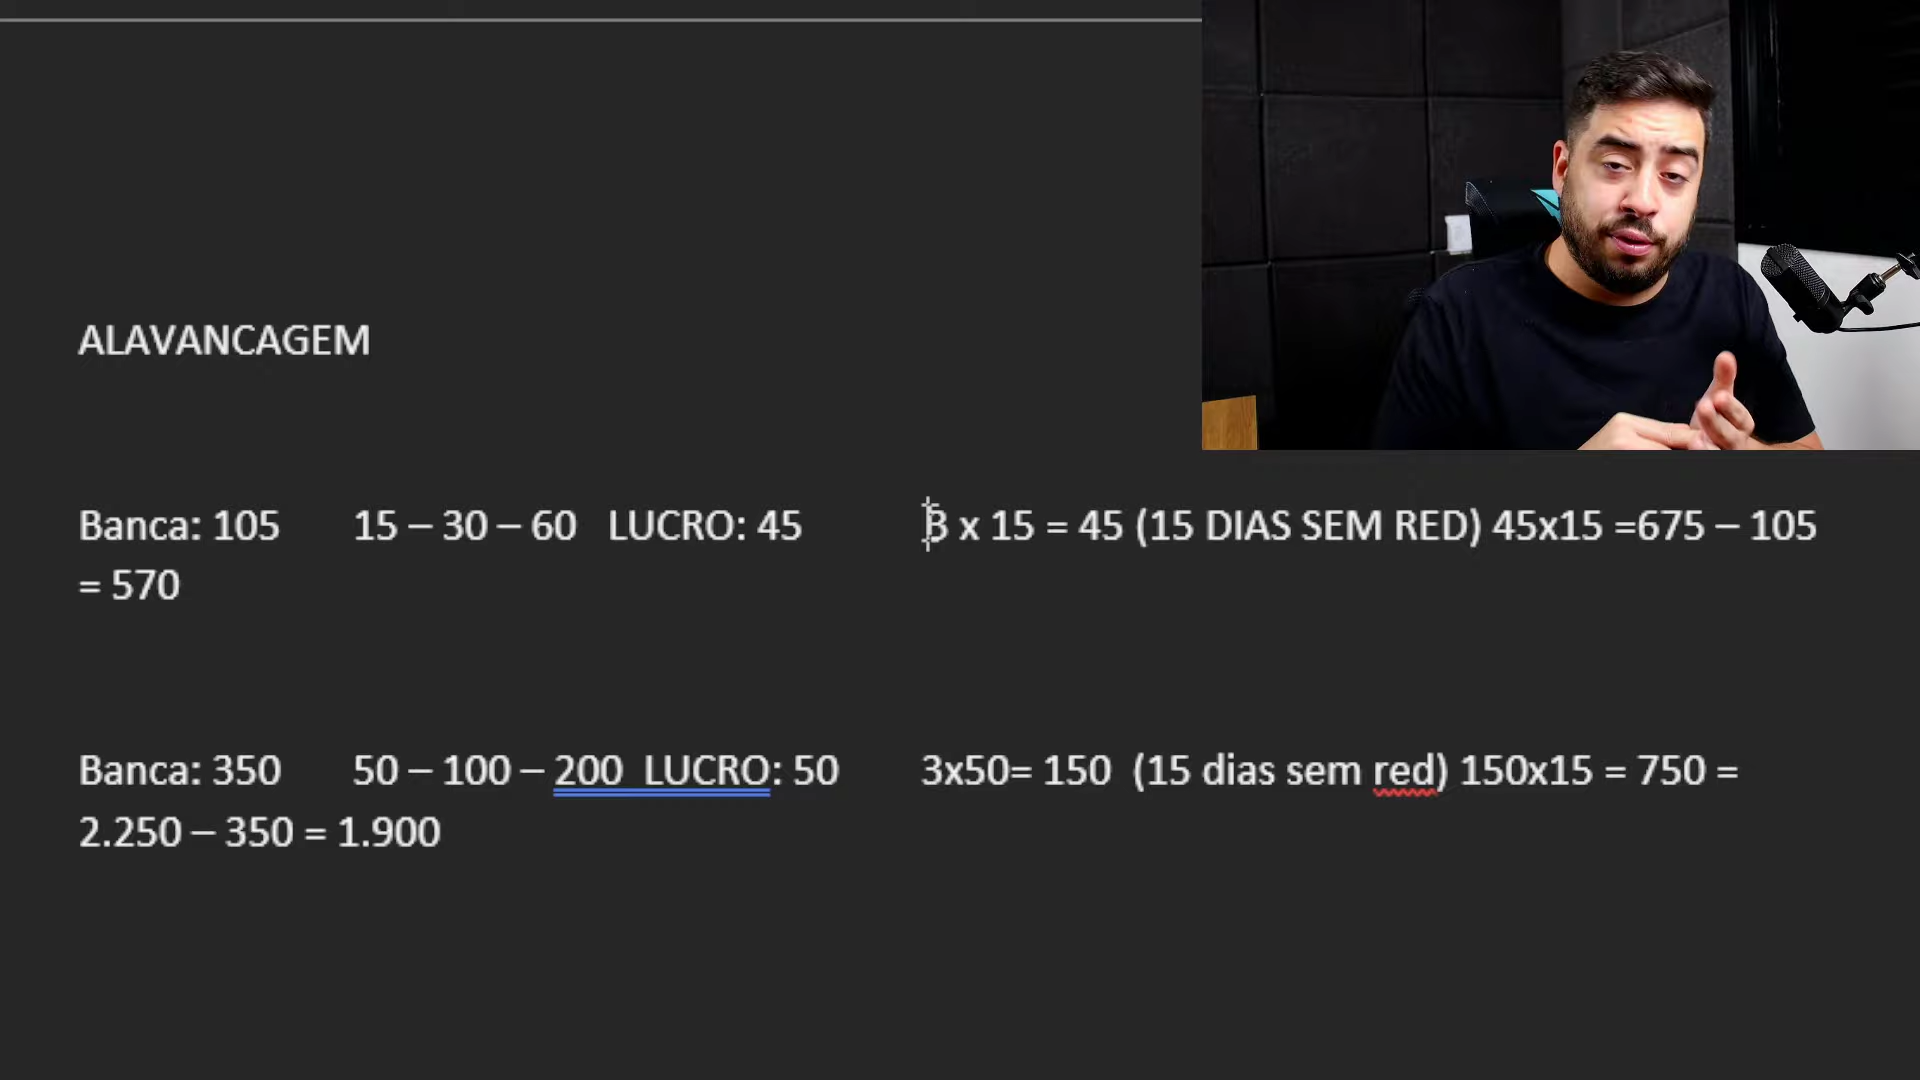 ALAVANCAGEM
Banca: 105 15 – 30 – 60 LUCRO: 45 3 x 15 = 45 (15 DIAS SEM RED) 45x15 =675 – 105
= 570
Banca: 350 50 – 100 – 200 LUCRO: 50 3x50= 150 (15 dias sem red) 150x15 = 750 =
2.250 – 350 = 1.900